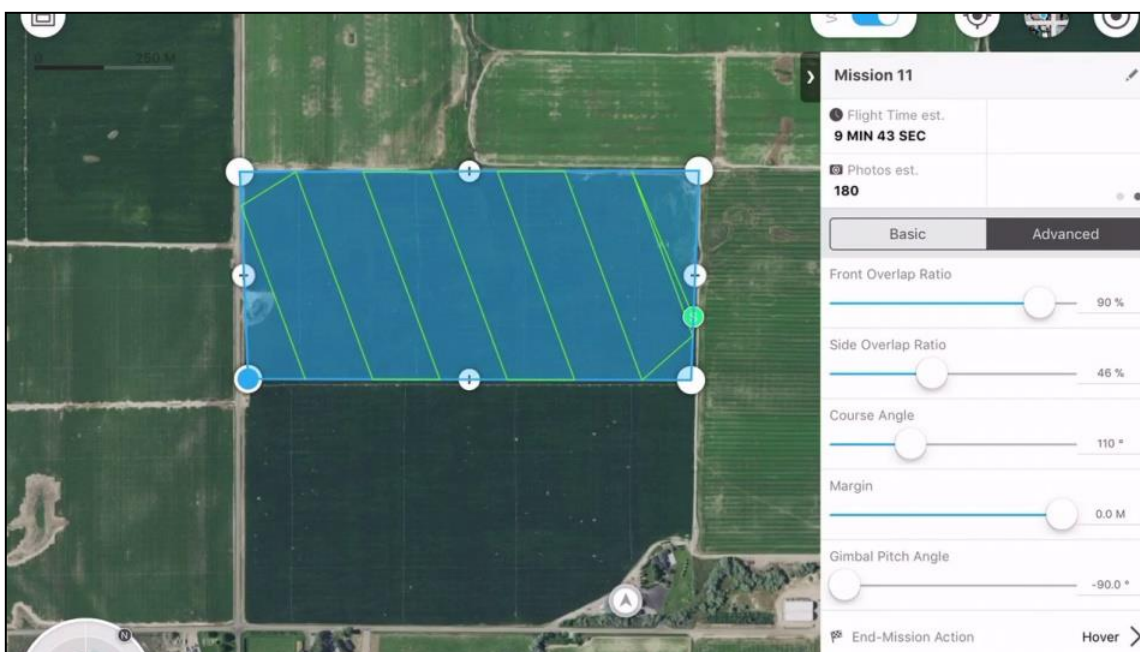 0 250 M
Mission 11
Flight Time est.
9 MIN 43 SEC
Photos est.
180
Basic Advanced
Front Overlap Ratio
90 %
Side Overlap Ratio
46 %
Course Angle
110 °
Margin
0.0 M
Gimbal Pitch Angle
-90.0 °
End-Mission Action Hover
S
N